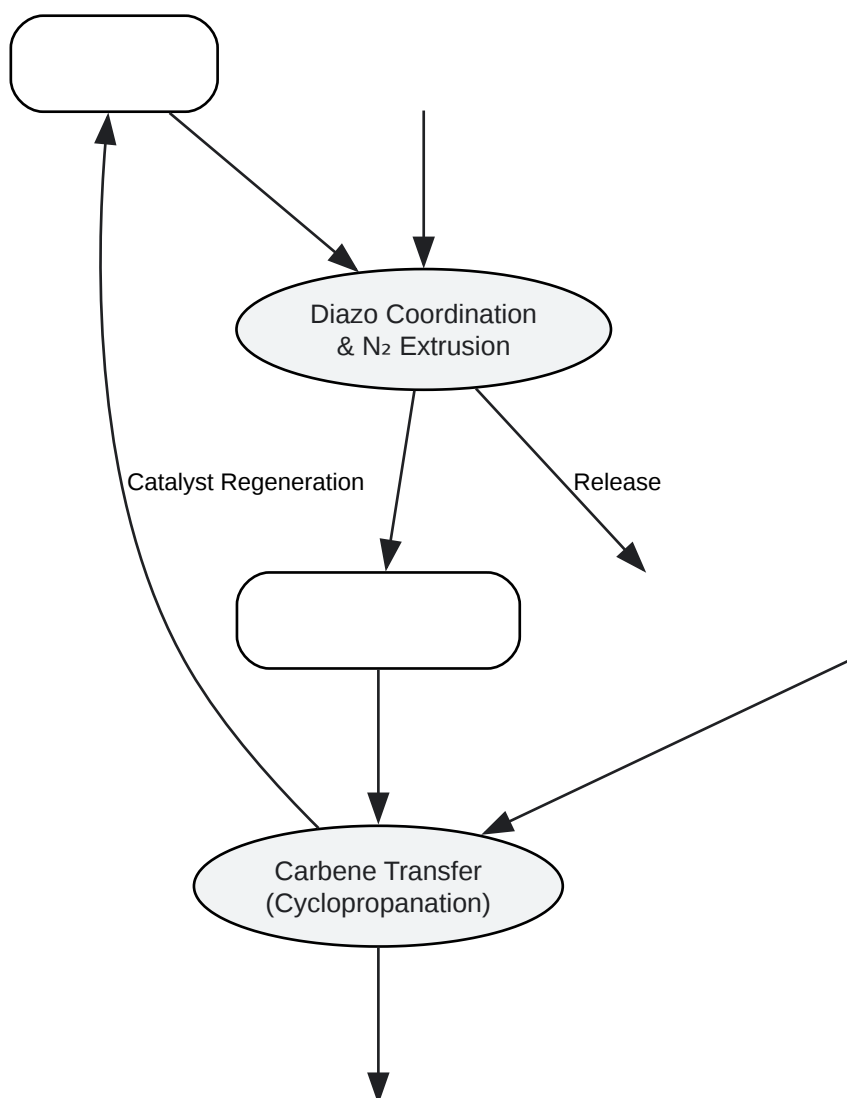 Diazo Coordination
& N₂ Extrusion
Catalyst Regeneration
Release
Carbene Transfer
(Cyclopropanation)